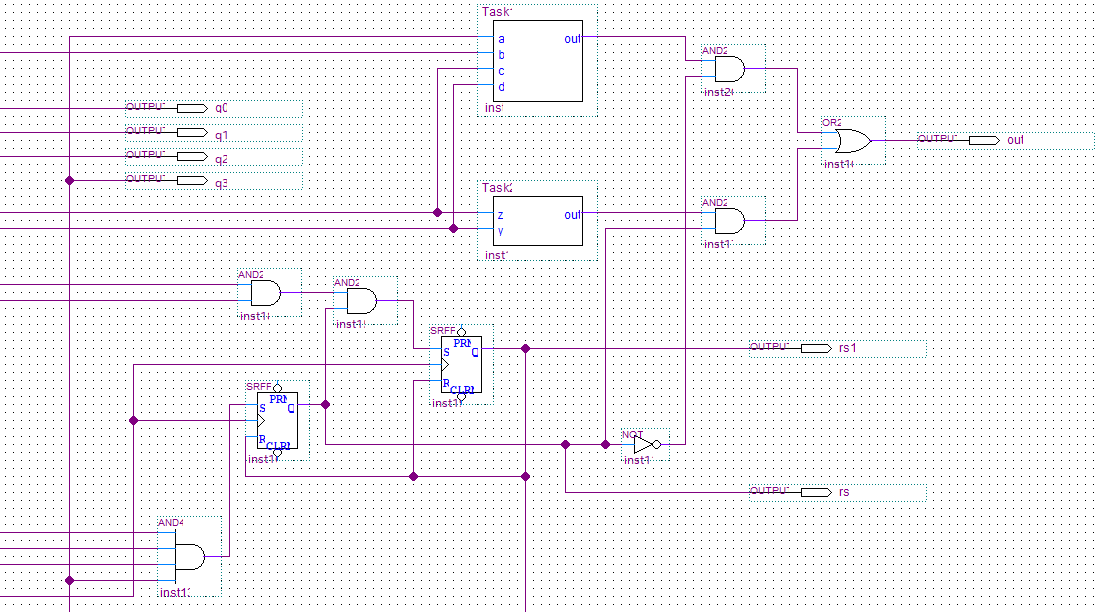 Task
a out
b
c
d
ins
AND2
inst2
OR2
inst1
OUTPUT out
OUTPUT q0
OUTPUT q1
OUTPUT q2
OUTPUT q3
Task2
z out
y
inst
AND2
inst1
AND2
inst1
AND2
inst1
SRFF
PRN
S Q
R
CLRN
inst1
OUTPUT rs1
SRFF
PRN
S Q
R
CLRN
inst1
NOT
inst1
OUTPUT rs
AND4
inst1